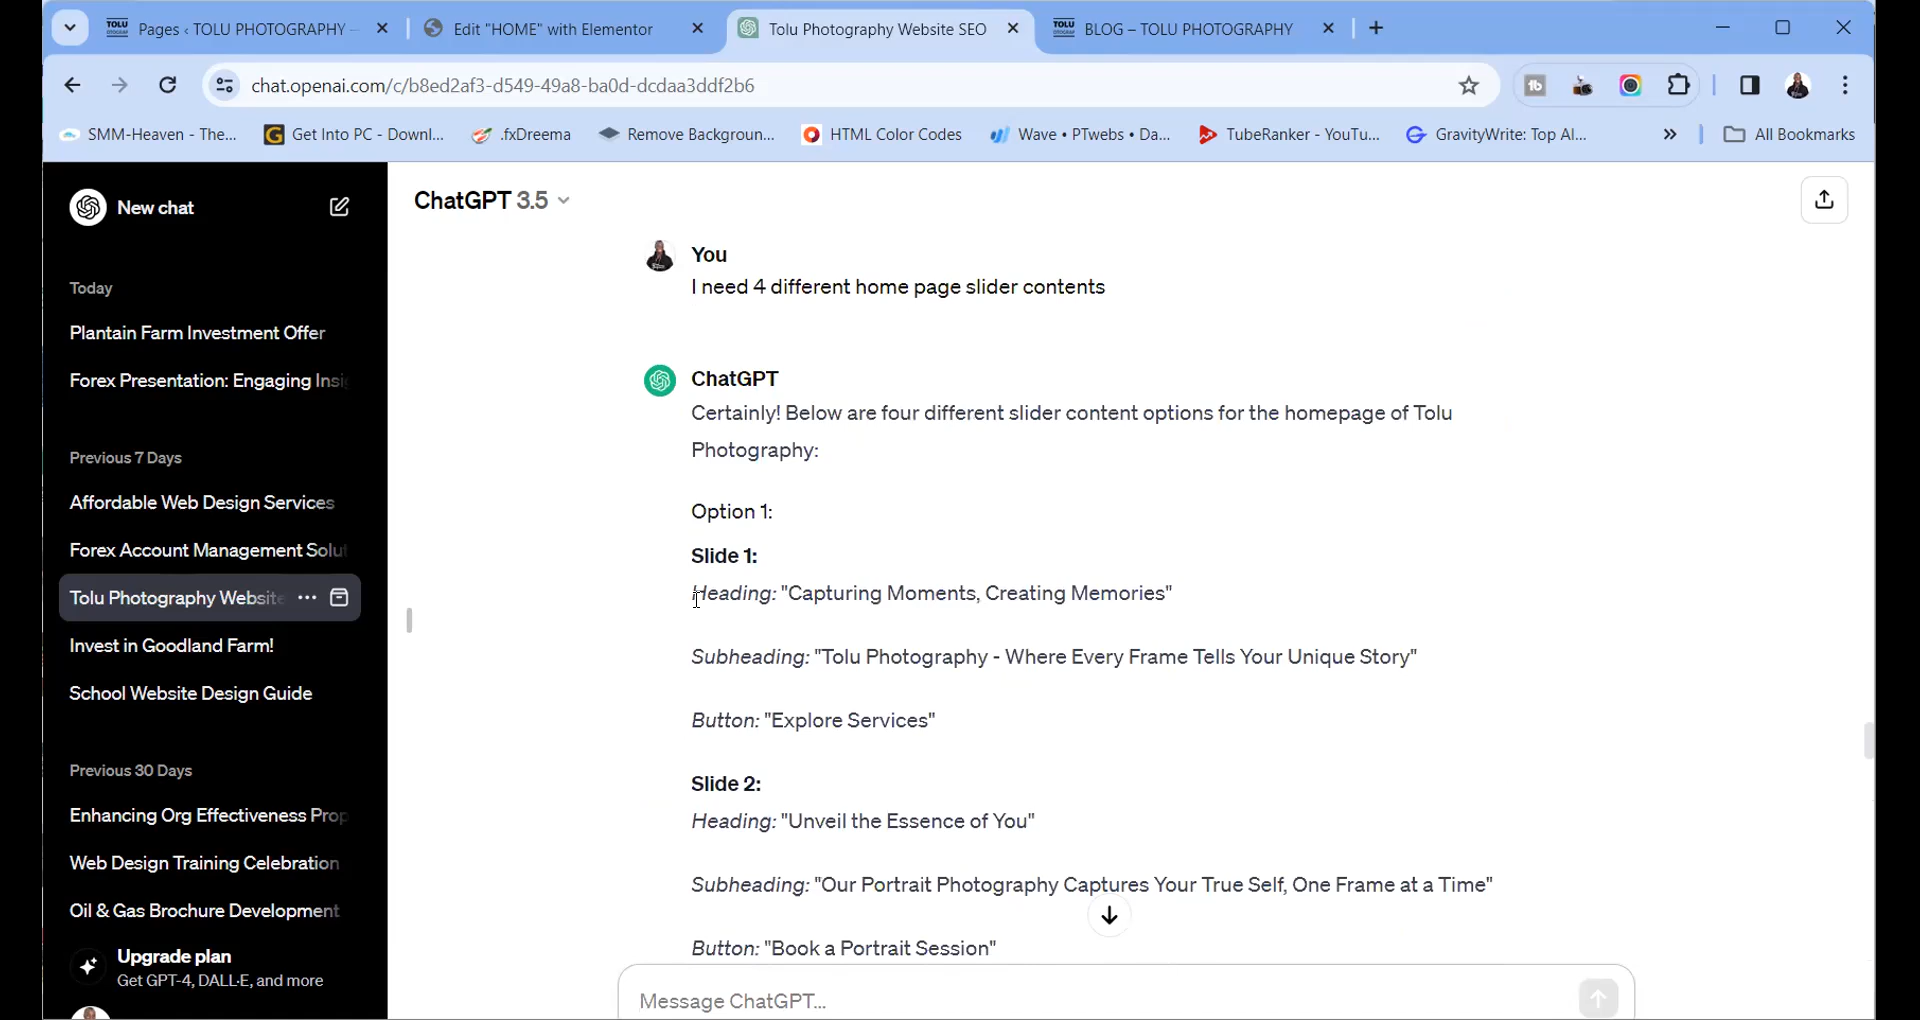 TOLU Pages ‹ TOLU PHOTOGRAPHY – Edit "HOME" with Elementor Tolu Photography Website SEO TOLU BLOG – TOLU PHOTOGRAPHY
chat.openai.com/c/b8ed2af3-d549-49a8-ba0d-dcdaa3ddf2b6
SMM-Heaven - The... Get Into PC - Downl... .fxDreema Remove Backgroun... HTML Color Codes Wave • PTwebs • Da... TubeRanker - YouTu... GravityWrite: Top AI... » All Bookmarks
New chat
Today
Plantain Farm Investment Offer
Forex Presentation: Engaging Insi
Previous 7 Days
Affordable Web Design Services
Forex Account Management Solut
Tolu Photography Website ...
Invest in Goodland Farm!
School Website Design Guide
Previous 30 Days
Enhancing Org Effectiveness Prop
Web Design Training Celebration
Oil & Gas Brochure Development
Upgrade plan
Get GPT-4, DALL·E, and more
ChatGPT 3.5
You
I need 4 different home page slider contents
ChatGPT
Certainly! Below are four different slider content options for the homepage of Tolu
Photography:
Option 1:
Slide 1:
Heading: "Capturing Moments, Creating Memories"
Subheading: "Tolu Photography - Where Every Frame Tells Your Unique Story"
Button: "Explore Services"
Slide 2:
Heading: "Unveil the Essence of You"
Subheading: "Our Portrait Photography Captures Your True Self, One Frame at a Time"
Button: "Book a Portrait Session"
Message ChatGPT...